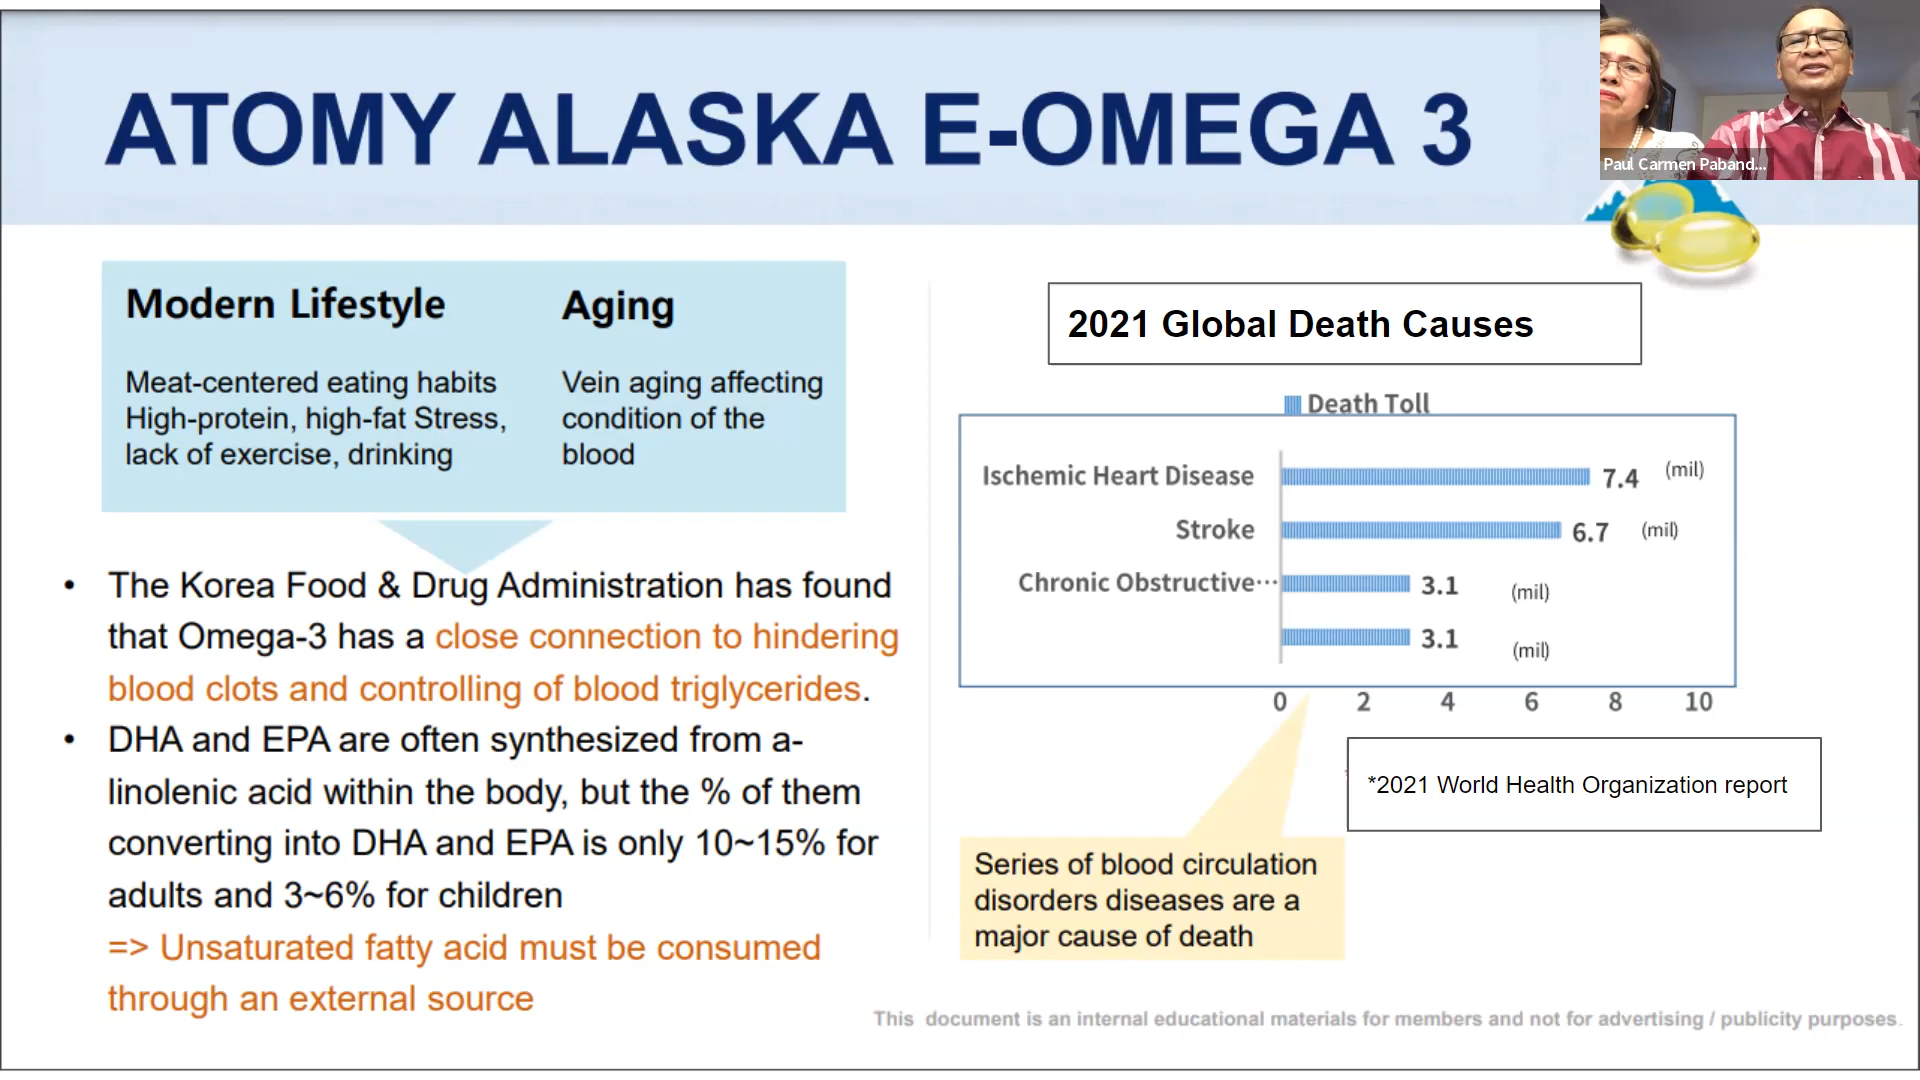 ATOMY ALASKA E-OMEGA 3
Paul Carmen Paband...
Modern Lifestyle
Meat-centered eating habits
High-protein, high-fat Stress,
lack of exercise, drinking
Aging
Vein aging affecting
condition of the
blood
• The Korea Food & Drug Administration has found
that Omega-3 has a close connection to hindering
blood clots and controlling of blood triglycerides.
• DHA and EPA are often synthesized from a-
linolenic acid within the body, but the % of them
converting into DHA and EPA is only 10~15% for
adults and 3~6% for children
=> Unsaturated fatty acid must be consumed
through an external source
2021 Global Death Causes
Death Toll
Ischemic Heart Disease 7.4 (mil)
Stroke 6.7 (mil)
Chronic Obstructive··· 3.1 (mil)
3.1 (mil)
0 2 4 6 8 10
*2021 World Health Organization report
Series of blood circulation
disorders diseases are a
major cause of death
This document is an internal educational materials for members and not for advertising / publicity purposes.